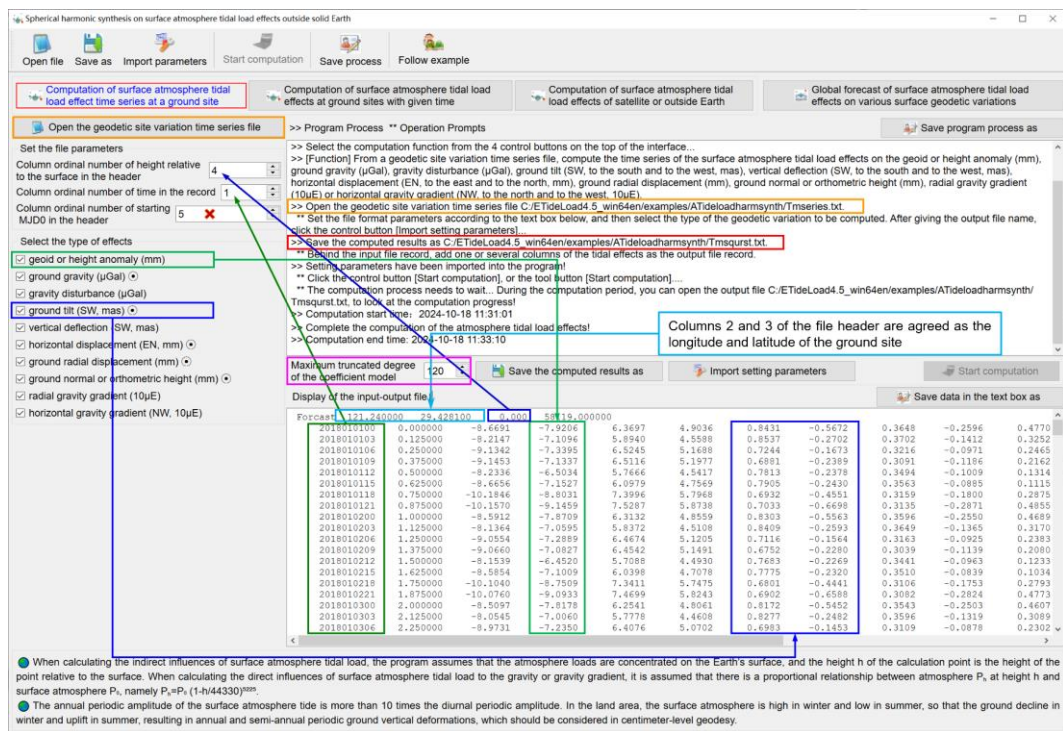 Spherical harmonic synthesis on surface atmosphere tidal load effects outside solid Earth
Open file Save as Import parameters Start computation Save process Follow example
Computation of surface atmosphere tidal
load effect time series at a ground site
Computation of surface atmosphere tidal load
effects at ground sites with given time
Computation of surface atmosphere tidal
load effects of satellite or outside Earth
Global forecast of surface atmosphere tidal load
effects on various surface geodetic variations
Open the geodetic site variation time series file
>> Program Process ** Operation Prompts
Save program process as
Set the file parameters
Column ordinal number of height relative
to the surface in the header
4
Column ordinal number of time in the record 1
Column ordinal number of starting
MJD0 in the header
5
Select the type of effects
geoid or height anomaly (mm)
ground gravity (μGal)
gravity disturbance (μGal)
ground tilt (SW, mas)
vertical deflection (SW, mas)
horizontal displacement (EN, mm)
ground radial displacement (mm)
ground normal or orthometric height (mm)
radial gravity gradient (10μE)
horizontal gravity gradient (NW, 10μE)
>> Select the computation function from the 4 control buttons on the top of the interface...
>> [Function] From a geodetic site variation time series file, compute the time series of the surface atmosphere tidal load effects on the geoid or height anomaly (mm),
ground gravity (μGal), gravity disturbance (μGal), ground tilt (SW, to the south and to the west, mas), vertical deflection (SW, to the south and to the west, mas),
horizontal displacement (EN, to the east and to the north, mm), ground radial displacement (mm), ground normal or orthometric height (mm), radial gravity gradient
(10μE) or horizontal gravity gradient (NW, to the north and to the west, 10μE).
>> Open the geodetic site variation time series file C:/ETideLoad4.5_win64en/examples/ATideloadharmsynth/Tmseries.txt.
** Set the file format parameters according to the text box below, and then select the type of the geodetic variation to be computed. After giving the output file name,
click the control button [Import setting parameters]...
>> Save the computed results as C:/ETideLoad4.5_win64en/examples/ATideloadharmsynth/Tmsqurst.txt.
** Behind the input file record, add one or several columns of the tidal effects as the output file record.
>> Setting parameters have been imported into the program!
** Click the control button [Start computation], or the tool button [Start computation]....
** The computation process needs to wait... During the computation period, you can open the output file C:/ETideLoad4.5_win64en/examples/ATideloadharmsynth/
Tmsqurst.txt, to look at the computation progress!
>> Computation start time: 2024-10-18 11:31:01
>> Complete the computation of the atmosphere tidal load effects!
>> Computation end time: 2024-10-18 11:33:10
Columns 2 and 3 of the file header are agreed as the
longitude and latitude of the ground site
Maximum truncated degree
of the coefficient model
120
Save the computed results as
Import setting parameters
Start computation
Display of the input-output file
Save data in the text box as
Forcast 121.240000 29.428100 0.000 58119.000000
2018010100 0.000000 -8.6691 -7.9206 6.3697 4.9036 0.8431 -0.5672 0.3648 -0.2596 0.4770
2018010103 0.125000 -8.2147 -7.1096 5.8940 4.5588 0.8537 -0.2702 0.3702 -0.1412 0.3252
2018010106 0.250000 -9.1342 -7.3395 6.5245 5.1688 0.7244 -0.1673 0.3216 -0.0971 0.2465
2018010109 0.375000 -9.1453 -7.1337 6.5116 5.1977 0.6881 -0.2389 0.3091 -0.1186 0.2162
2018010112 0.500000 -8.2336 -6.5034 5.7666 4.5417 0.7813 -0.2378 0.3494 -0.1009 0.1314
2018010115 0.625000 -8.6656 -7.1527 6.0979 4.7569 0.7905 -0.2430 0.3563 -0.0885 0.1115
2018010118 0.750000 -10.1846 -8.8031 7.3996 5.7968 0.6932 -0.4551 0.3159 -0.1800 0.2875
2018010121 0.875000 -10.1570 -9.1459 7.5287 5.8738 0.7033 -0.6698 0.3135 -0.2871 0.4855
2018010200 1.000000 -8.5912 -7.8709 6.3132 4.8559 0.8303 -0.5563 0.3596 -0.2550 0.4689
2018010203 1.125000 -8.1364 -7.0595 5.8372 4.5108 0.8409 -0.2593 0.3649 -0.1365 0.3170
2018010206 1.250000 -9.0554 -7.2889 6.4674 5.1205 0.7116 -0.1564 0.3163 -0.0925 0.2383
2018010209 1.375000 -9.0660 -7.0827 6.4542 5.1491 0.6752 -0.2280 0.3039 -0.1139 0.2080
2018010212 1.500000 -8.1539 -6.4520 5.7088 4.4930 0.7683 -0.2269 0.3441 -0.0963 0.1233
2018010215 1.625000 -8.5854 -7.1009 6.0398 4.7078 0.7775 -0.2320 0.3510 -0.0839 0.1034
2018010218 1.750000 -10.1040 -8.7509 7.3411 5.7475 0.6801 -0.4441 0.3106 -0.1753 0.2793
2018010221 1.875000 -10.0760 -9.0933 7.4699 5.8243 0.6902 -0.6588 0.3082 -0.2824 0.4773
2018010300 2.000000 -8.5097 -7.8178 6.2541 4.8061 0.8172 -0.5452 0.3543 -0.2503 0.4607
2018010303 2.125000 -8.0545 -7.0060 5.7778 4.4608 0.8277 -0.2482 0.3596 -0.1319 0.3089
2018010306 2.250000 -8.9731 -7.2350 6.4076 5.0702 0.6983 -0.1453 0.3109 -0.0878 0.2302
When calculating the indirect influences of surface atmosphere tidal load, the program assumes that the atmosphere loads are concentrated on the Earth's surface, and the height h of the calculation point is the height of the
point relative to the surface. When calculating the direct influences of surface atmosphere tidal load to the gravity or gravity gradient, it is assumed that there is a proportional relationship between atmosphere Pₕ at height h and
surface atmosphere P₀, namely Pₕ=P₀ (1-h/44330)⁵²²⁵.
The annual periodic amplitude of the surface atmosphere tide is more than 10 times the diurnal periodic amplitude. In the land area, the surface atmosphere is high in winter and low in summer, so that the ground decline in
winter and uplift in summer, resulting in annual and semi-annual periodic ground vertical deformations, which should be considered in centimeter-level geodesy.